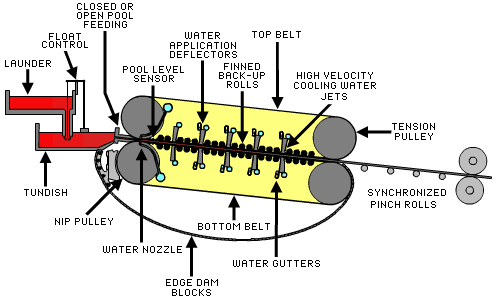 CLOSED OR
OPEN POOL
FEEDING
FLOAT
CONTROL
LAUNDER
POOL LEVEL
SENSOR
WATER
APPLICATION
DEFLECTORS
FINNED
BACK-UP
ROLLS
TOP BELT
HIGH VELOCITY
COOLING WATER
JETS
TENSION
PULLEY
TUNDISH
NIP PULLEY
WATER NOZZLE
EDGE DAM
BLOCKS
BOTTOM BELT
WATER GUTTERS
SYNCHRONIZED
PINCH ROLLS